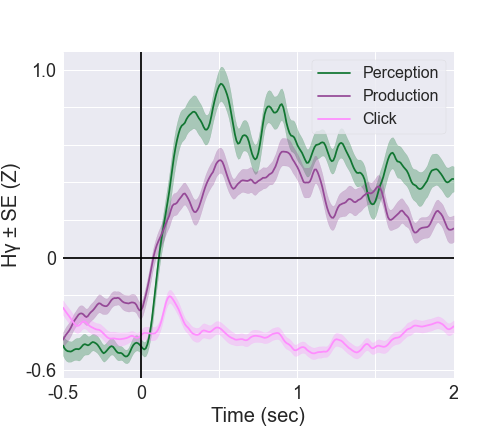 Hγ ± SE (Z)
1.0
0
-0.6
Perception
Production
Click
-0.5 0 1 2
Time (sec)